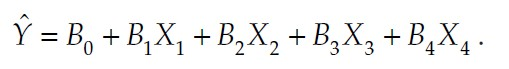 Ŷ = B₀ + B₁X₁ + B₂X₂ + B₃X₃ + B₄X₄ .